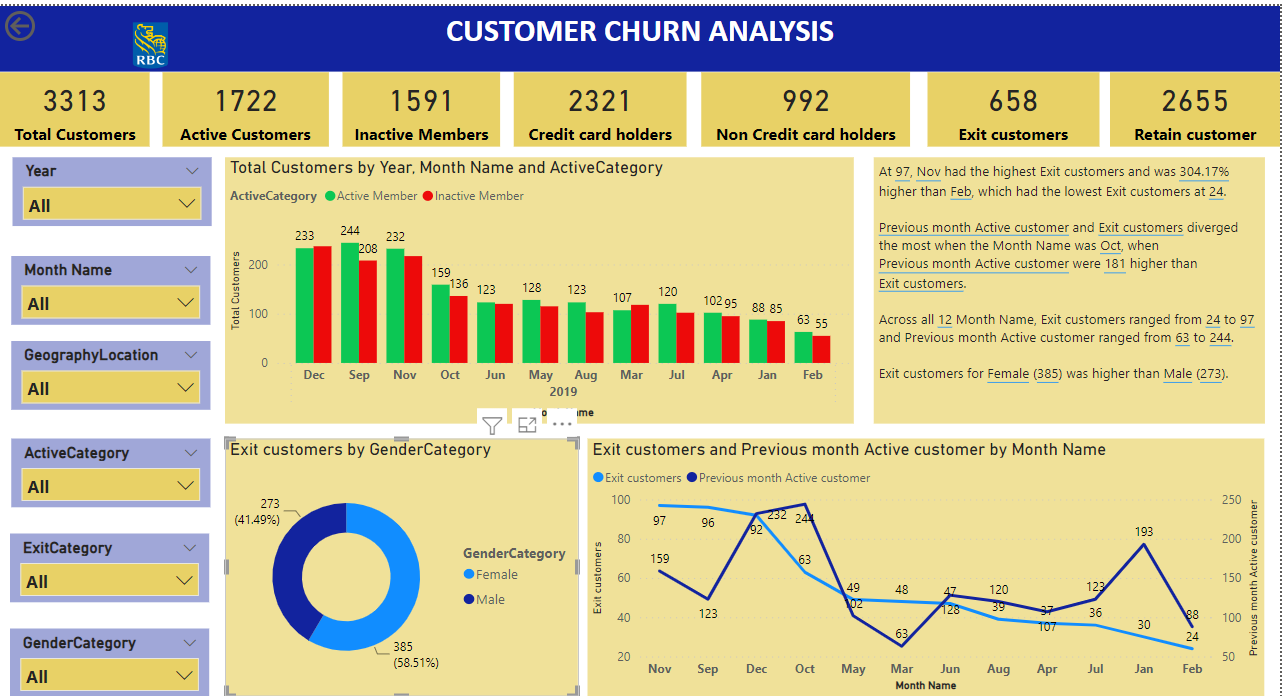 CUSTOMER CHURN ANALYSIS
RBC
3313
Total Customers
1722
Active Customers
1591
Inactive Members
2321
Credit card holders
992
Non Credit card holders
658
Exit customers
2655
Retain customer
Year
All
Month Name
All
GeographyLocation
All
ActiveCategory
All
ExitCategory
All
GenderCategory
All
Total Customers by Year, Month Name and ActiveCategory
ActiveCategory Active Member Inactive Member
Total Customers
200
100
0
233
244
208
232
159
136
123
128
123
107
120
102
95
88
85
63
55
Dec Sep Nov Oct Jun May Aug Mar Jul Apr Jan Feb
2019
At 97, Nov had the highest Exit customers and was 304.17%
higher than Feb, which had the lowest Exit customers at 24.
Previous month Active customer and Exit customers diverged
the most when the Month Name was Oct, when
Previous month Active customer were 181 higher than
Exit customers.
Across all 12 Month Name, Exit customers ranged from 24 to 97
and Previous month Active customer ranged from 63 to 244.
Exit customers for Female (385) was higher than Male (273).
Exit customers by GenderCategory
273
(41.49%)
385
(58.51%)
GenderCategory
Female
Male
Exit customers and Previous month Active customer by Month Name
Exit customers Previous month Active customer
Exit customers
100
80
60
40
20
97
96
92
63
49
48
47
39
37
36
30
24
159
123
232
244
102
63
128
120
107
123
193
88
250
200
150
100
50
Previous month Active customer
Nov Sep Dec Oct May Mar Jun Aug Apr Jul Jan Feb
Month Name